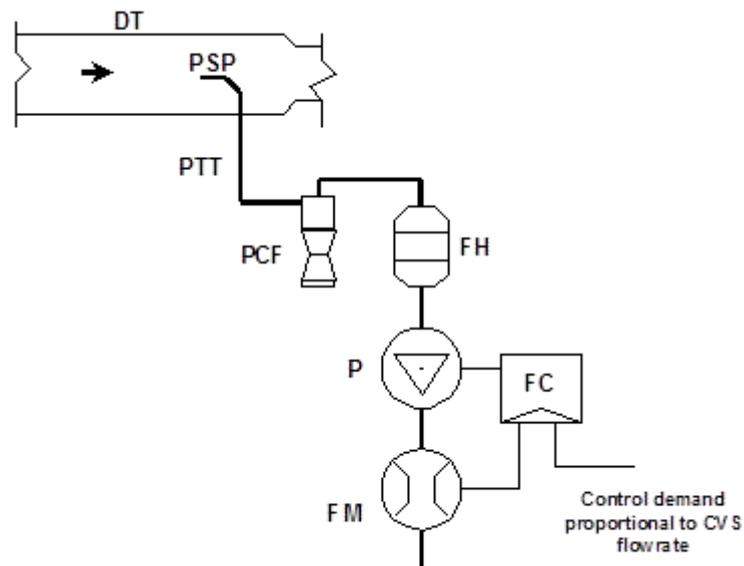 DT
PSP
PTT
PCF
FH
P
FC
FM
Control demand
proportional to CVS
flowrate